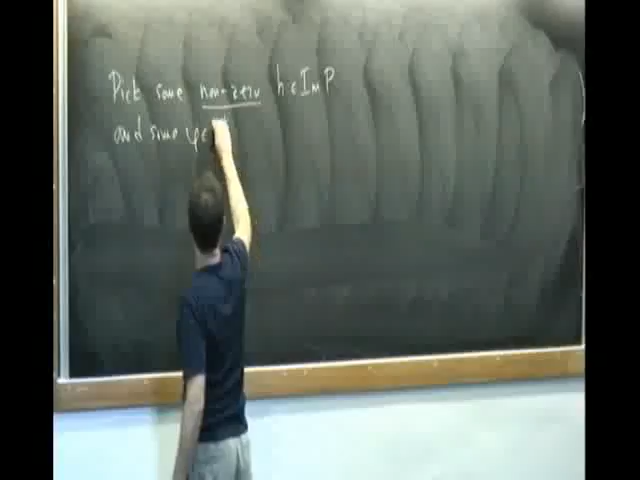 Pick some non-zero h ∈ Im P
and some φ ∈